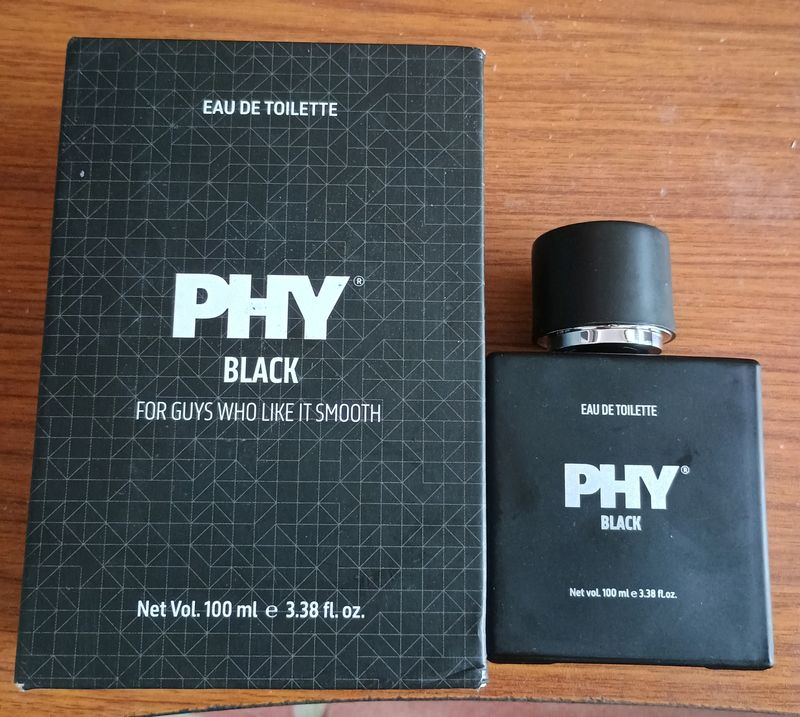 EAU DE TOILETTE
PHY®
BLACK
FOR GUYS WHO LIKE IT SMOOTH
Net Vol. 100 ml ℮ 3.38 fl. oz.
EAU DE TOILETTE
PHY®
BLACK
Net vol. 100 ml ℮ 3.38 fl.oz.